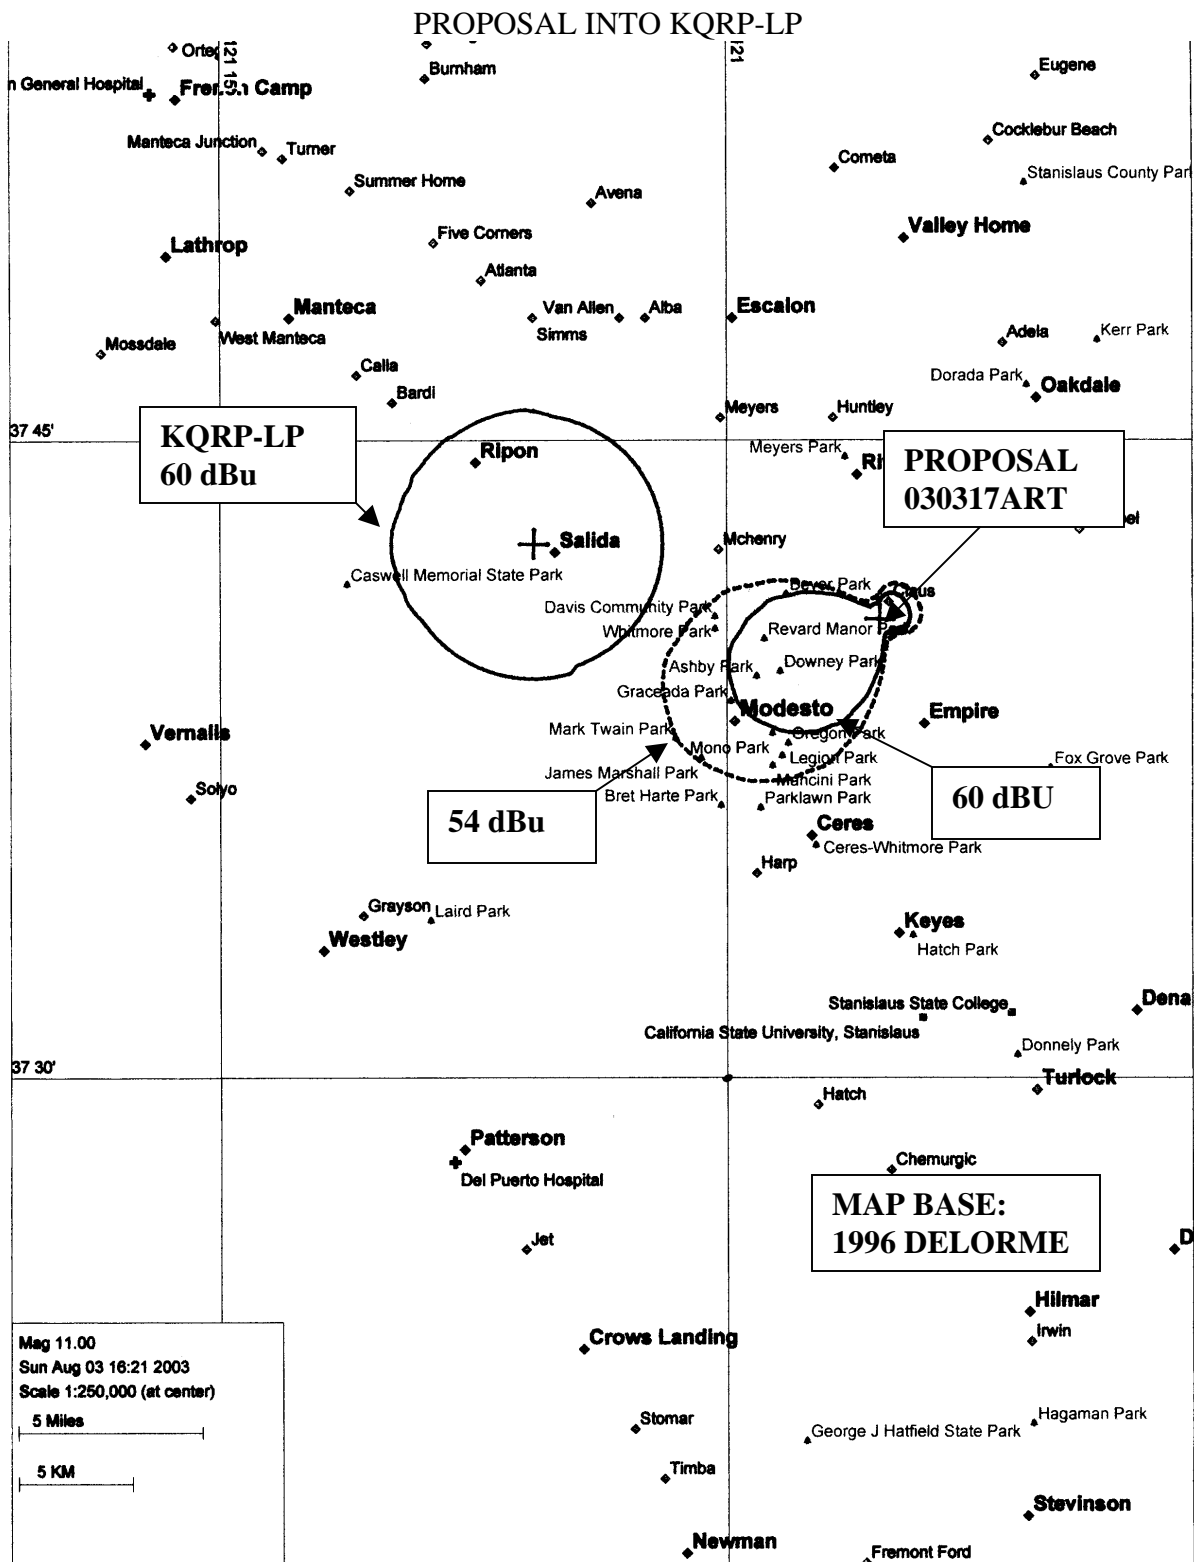 PROPOSAL INTO KQRP-LP
121 15'
121
Burnham
Eugene
n General Hospital
French Camp
Cocklebur Beach
Manteca Junction
Turner
Cometa
Stanislaus County Par
Summer Home
Avena
Valley Home
Five Corners
Lathrop
Atlanta
Manteca
Van Allen
Alba
Escalon
West Manteca
Simms
Adela
Kerr Park
Mossdale
Calla
Dorada Park
Oakdale
Bardi
Meyers
Huntley
37 45'
KQRP-LP
60 dBu
Ripon
Meyers Park
PROPOSAL
030317ART
Salida
Mchenry
Caswell Memorial State Park
Beyer Park
Claus
Davis Community Park
Whitmore Park
Revard Manor P
Ashby Park
Downey Park
Graceada Park
Modesto
Empire
Mark Twain Park
Oregon Park
Vernalis
Mono Park
Legion Park
Fox Grove Park
James Marshall Park
Mancini Park
Solyo
Bret Harte Park
Parklawn Park
54 dBu
60 dBU
Ceres
Ceres-Whitmore Park
Harp
Grayson
Laird Park
Keyes
Westley
Hatch Park
Stanislaus State College
Dena
California State University, Stanislaus
Donnely Park
37 30'
Turlock
Hatch
Patterson
Chemurgic
Del Puerto Hospital
MAP BASE:
1996 DELORME
Jet
D
Hilmar
Crows Landing
Irwin
Mag 11.00
Sun Aug 03 16:21 2003
Scale 1:250,000 (at center)
5 Miles
Stomar
Hagaman Park
George J Hatfield State Park
5 KM
Timba
Stevinson
Newman
Fremont Ford